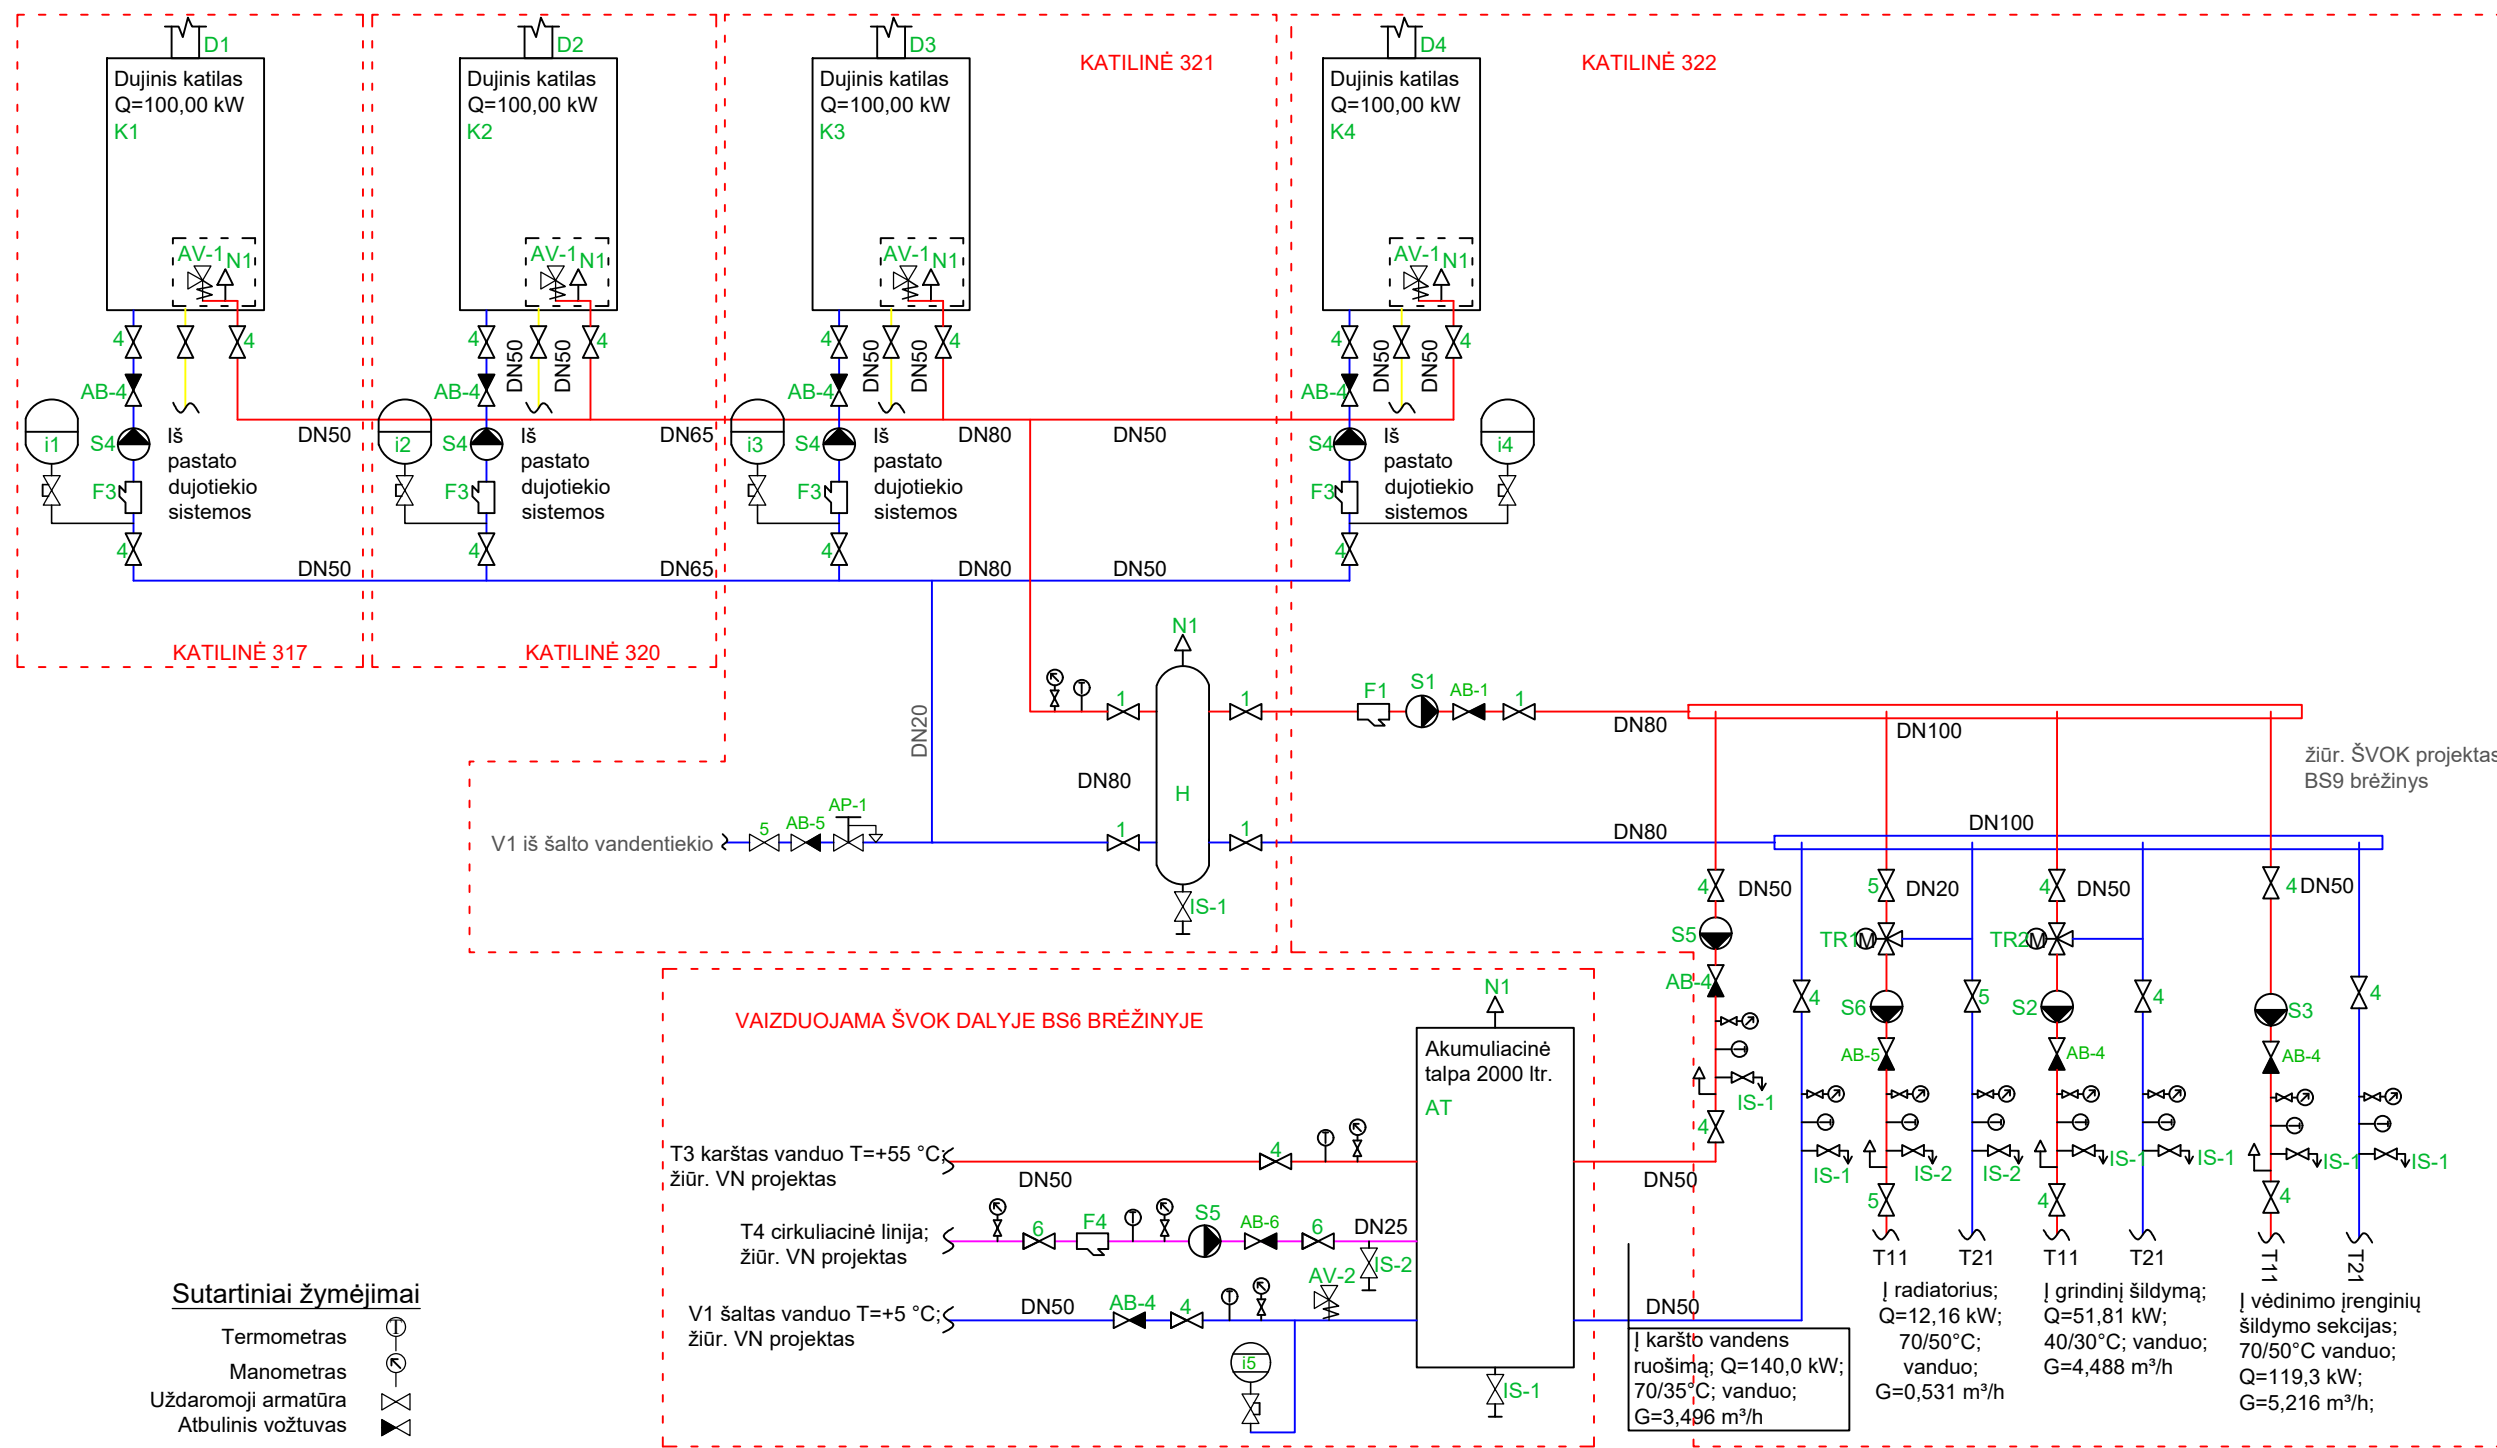 D1
Dujinis katilas
Q=100,00 kW
K1
AV-1
N1
4
4
AB-4
i1
S4
F3
4
Iš
pastato
dujotiekio
sistemos
DN50
DN50
KATILINĖ 317
D2
Dujinis katilas
Q=100,00 kW
K2
AV-1
N1
4
DN50
DN50
4
AB-4
i2
S4
F3
4
Iš
pastato
dujotiekio
sistemos
DN65
DN65
KATILINĖ 320
D3
KATILINĖ 321
Dujinis katilas
Q=100,00 kW
K3
AV-1
N1
4
DN50
DN50
4
AB-4
i3
S4
F3
4
Iš
pastato
dujotiekio
sistemos
DN80
DN50
DN80
DN50
D4
KATILINĖ 322
Dujinis katilas
Q=100,00 kW
K4
AV-1
N1
4
DN50
DN50
4
AB-4
S4
i4
F3
4
Iš
pastato
dujotiekio
sistemos
N1
1
1
F1
S1
AB-1
1
DN80
DN100
DN20
DN80
H
žiūr. ŠVOK projektas
BS9 brėžinys
V1 iš šalto vandentiekio
5
AB-5
AP-1
1
1
DN80
DN100
IS-1
4
DN50
5
DN20
4
DN50
4
DN50
S5
TR1
M
TR2
M
AB-4
4
S6
5
S2
4
S3
4
AB-5
AB-4
AB-4
IS-1
4
IS-1
IS-2
IS-2
IS-1
IS-1
IS-1
IS-1
5
4
4
T11
T21
T11
T21
T11
T21
VAIZDUOJAMA ŠVOK DALYJE BS6 BRĖŽINYJE
N1
Akumuliacinė
talpa 2000 ltr.
AT
T3 karštas vanduo T=+55 °C;
žiūr. VN projektas
DN50
4
T
DN50
T4 cirkuliacinė linija;
žiūr. VN projektas
6
F4
T
S5
AB-6
6
DN25
IS-2
V1 šaltas vanduo T=+5 °C;
žiūr. VN projektas
DN50
AB-4
4
T
AV-2
i5
IS-1
DN50
Į karšto vandens
ruošimą; Q=140,0 kW;
70/35°C; vanduo;
G=3,496 m³/h
Į radiatorius;
Q=12,16 kW;
70/50°C;
vanduo;
G=0,531 m³/h
Į grindinį šildymą;
Q=51,81 kW;
40/30°C; vanduo;
G=4,488 m³/h
Į vėdinimo įrenginių
šildymo sekcijas;
70/50°C vanduo;
Q=119,3 kW;
G=5,216 m³/h;
Sutartiniai žymėjimai
Termometras
T
Manometras
Uždaromoji armatūra
Atbulinis vožtuvas